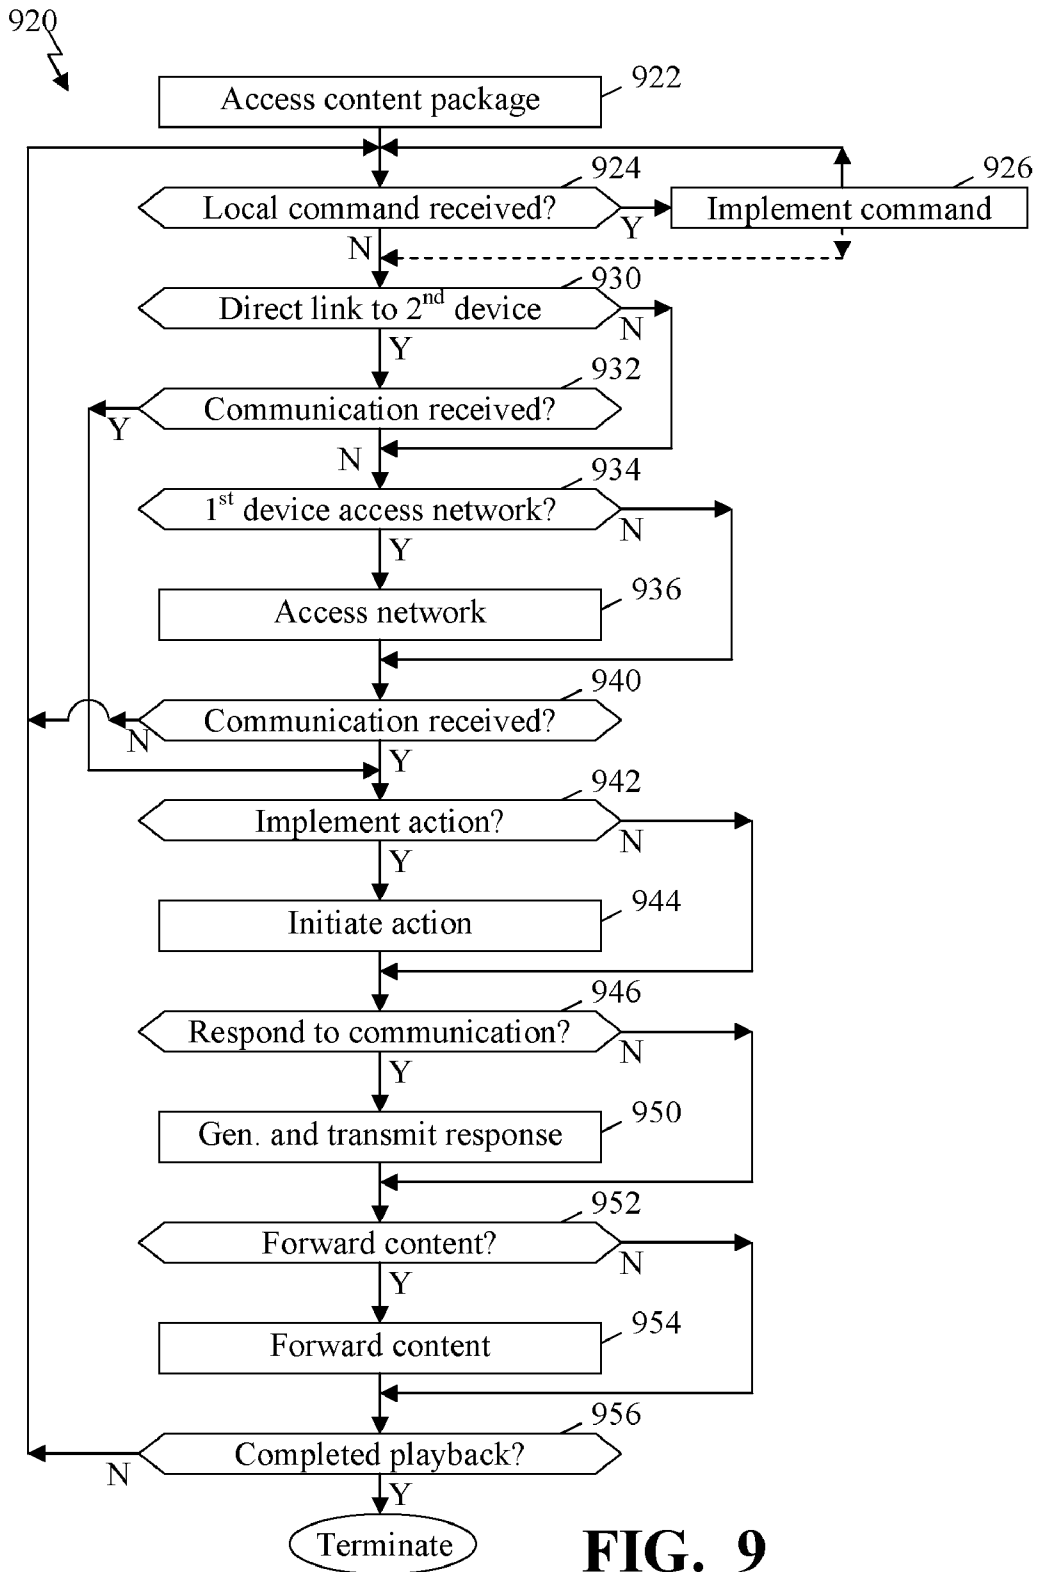 920
Access content package
922
924
Local command received?
Y
926
Implement command
N
930
Direct link to 2nd device
N
Y
932
Communication received?
Y
N
934
1st device access network?
N
Y
936
Access network
940
Communication received?
N
Y
942
Implement action?
N
Y
944
Initiate action
946
Respond to communication?
N
Y
950
Gen. and transmit response
952
Forward content?
N
Y
954
Forward content
956
Completed playback?
N
Y
Terminate
FIG. 9